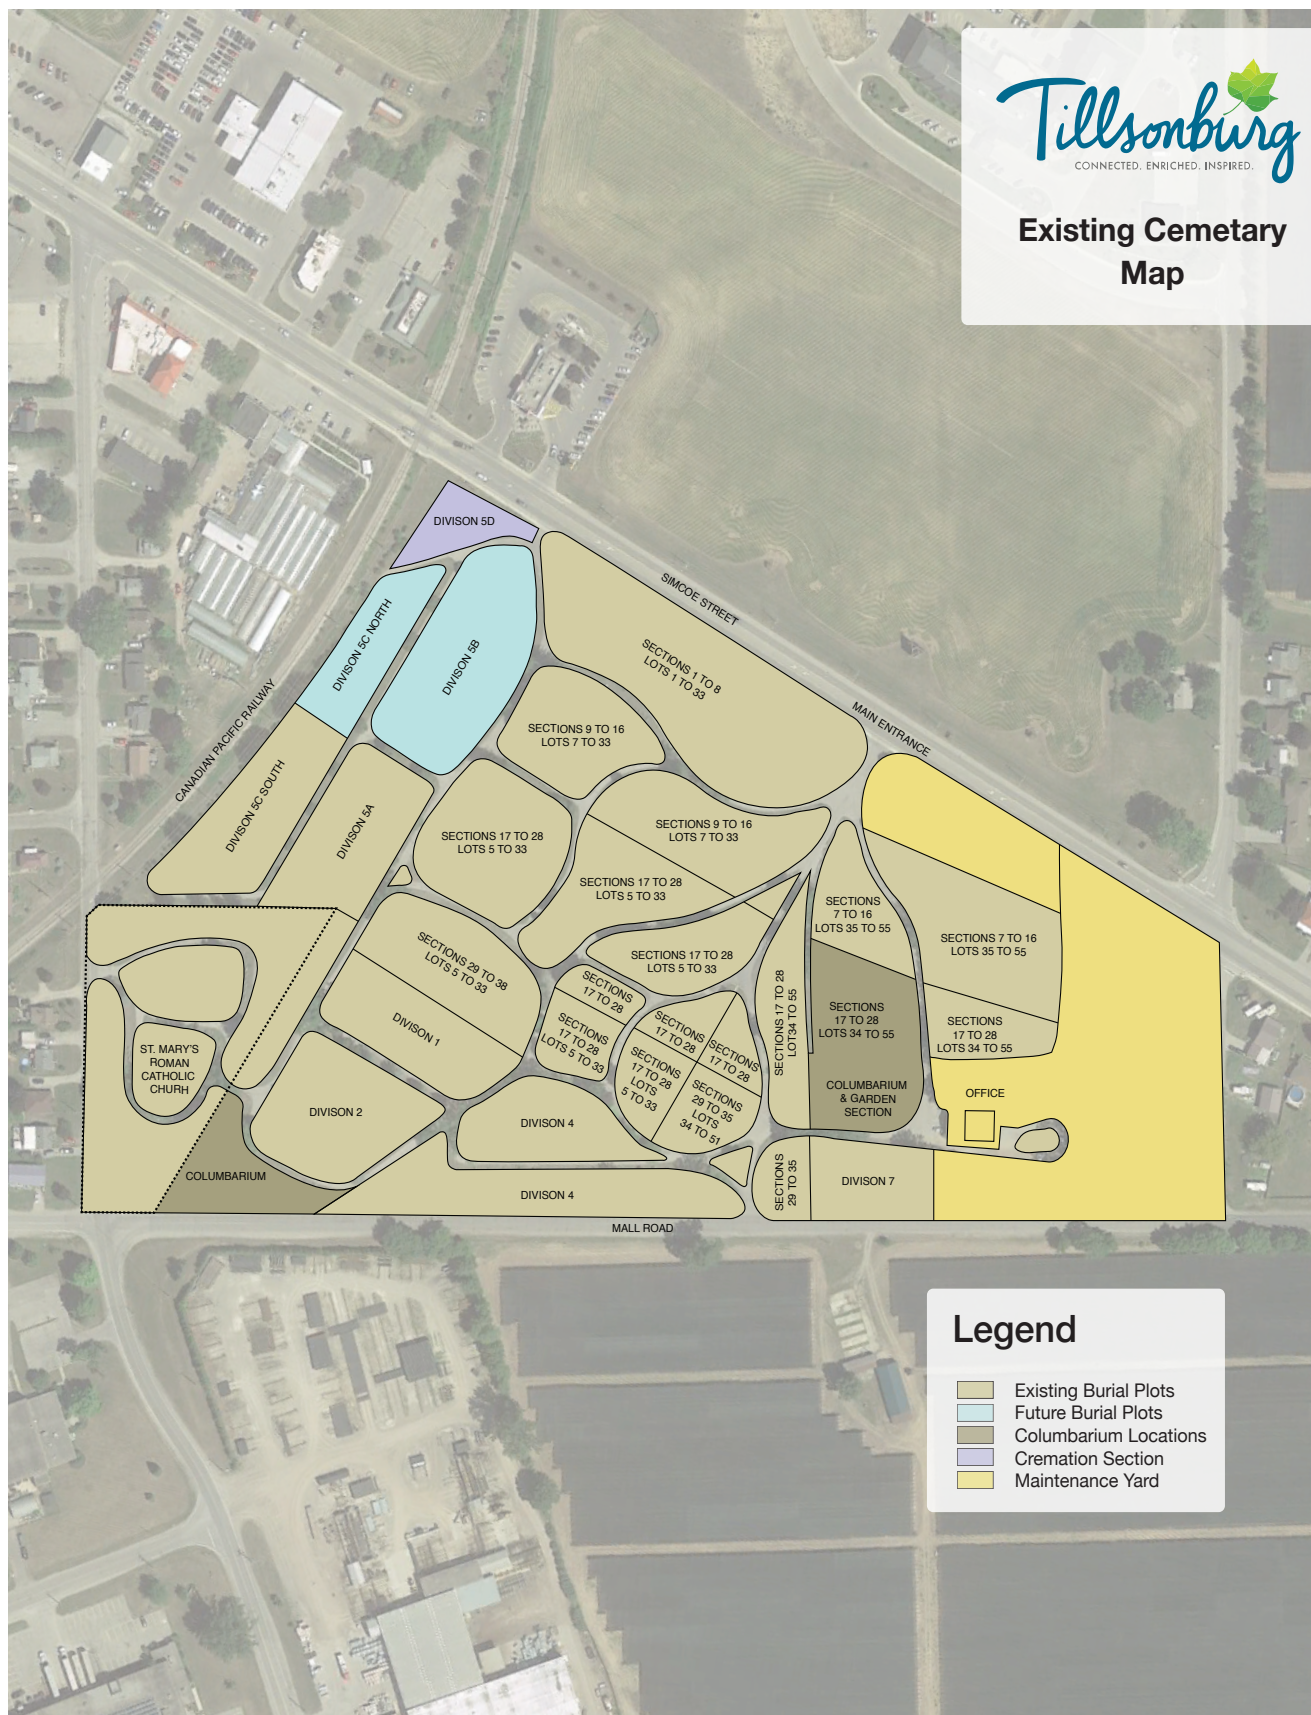 Tillsonburg
CONNECTED. ENRICHED. INSPIRED.
Existing Cemetary
Map
DIVISON 5D
SIMCOE STREET
DIVISON 5C NORTH
DIVISON 5B
SECTIONS 1 TO 8
LOTS 1 TO 33
CANADIAN PACIFIC RAILWAY
MAIN ENTRANCE
SECTIONS 9 TO 16
LOTS 7 TO 33
DIVISON 5C SOUTH
DIVISON 5A
SECTIONS 17 TO 28
LOTS 5 TO 33
SECTIONS 9 TO 16
LOTS 7 TO 33
SECTIONS 17 TO 28
LOTS 5 TO 33
SECTIONS
7 TO 16
LOTS 35 TO 55
SECTIONS 7 TO 16
LOTS 35 TO 55
SECTIONS 29 TO 38
LOTS 5 TO 33
SECTIONS 17 TO 28
LOTS 5 TO 33
SECTIONS
17 TO 28
SECTIONS 17 TO 28
LOT34 TO 55
SECTIONS
17 TO 28
LOTS 34 TO 55
SECTIONS
17 TO 28
LOTS 34 TO 55
DIVISON 1
SECTIONS
17 TO 28
LOTS 5 TO 33
SECTIONS
17 TO 28
SECTIONS
17 TO 28
ST. MARY'S
ROMAN
CATHOLIC
CHURH
SECTIONS
17 TO 28
LOTS
5 TO 33
SECTIONS
29 TO 35
LOTS
34 TO 51
COLUMBARIUM
& GARDEN
SECTION
OFFICE
DIVISON 2
DIVISON 4
COLUMBARIUM
DIVISON 4
SECTIONS
29 TO 35
DIVISON 7
MALL ROAD
Legend
Existing Burial Plots
Future Burial Plots
Columbarium Locations
Cremation Section
Maintenance Yard